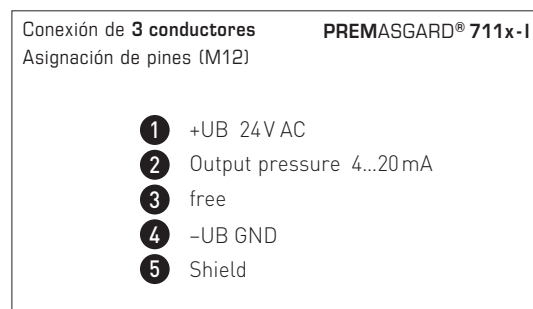 Conexión de 3 conductores PREMASGARD® 711x-I
Asignación de pines (M12)
1 +UB 24V AC
2 Output pressure 4...20 mA
3 free
4 –UB GND
5 Shield